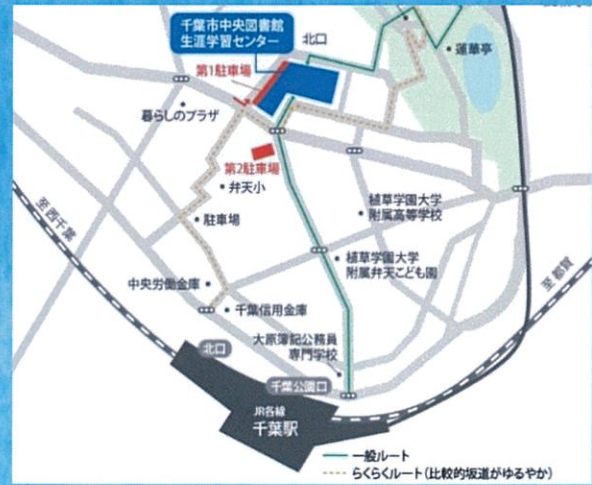 千葉市中央図書館
生涯学習センター
北口
蓮華亭
第1駐車場
暮らしのプラザ
第2駐車場
弁天小
駐車場
植草学園大学
附属高等学校
至西千葉
植草学園大学
附属弁天こども園
至都賀
中央労働金庫
千葉信用金庫
大原簿記公務員
専門学校
北口
千葉公園口
JR各線
千葉駅
一般ルート
らくらくルート(比較的坂道がゆるやか)